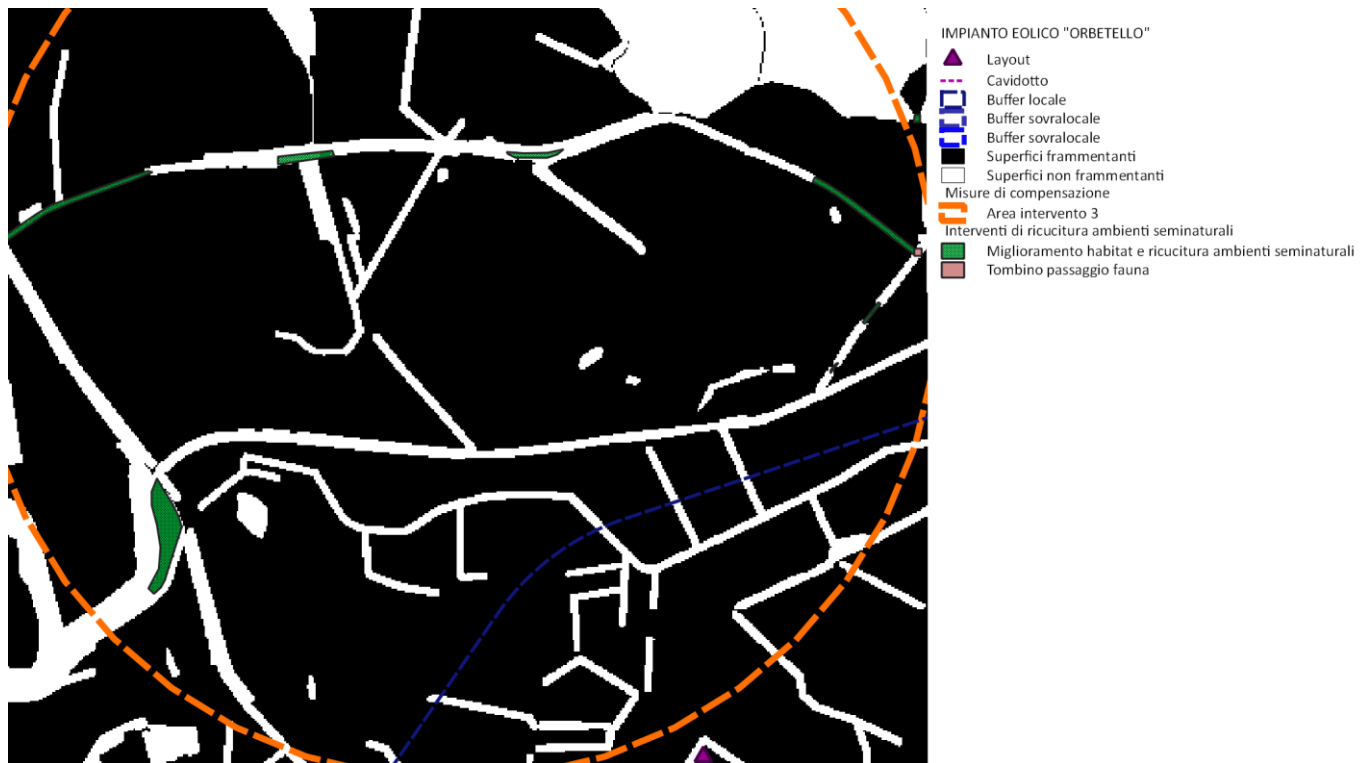 IMPIANTO EOLICO "ORBETELLO"
Layout
Cavidotto
Buffer locale
Buffer sovralocale
Buffer sovralocale
Superfici frammentanti
Superfici non frammentanti
Misure di compensazione
Area intervento 3
Interventi di ricucitura ambienti seminaturali
Miglioramento habitat e ricucitura ambienti seminaturali
Tombino passaggio fauna